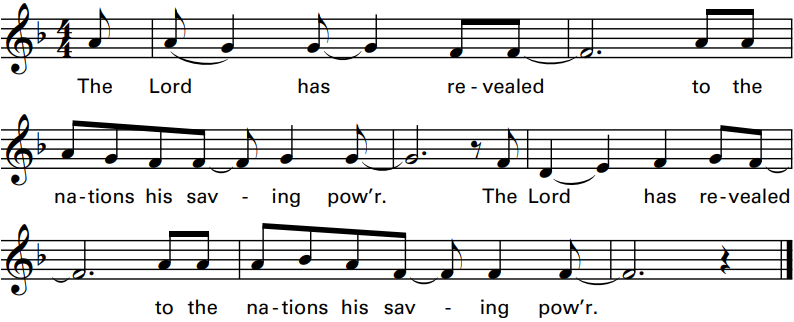 The Lord has re-vealed to the
na-tions his sav - ing pow'r. The Lord has re-vealed
to the na-tions his sav - ing pow'r.